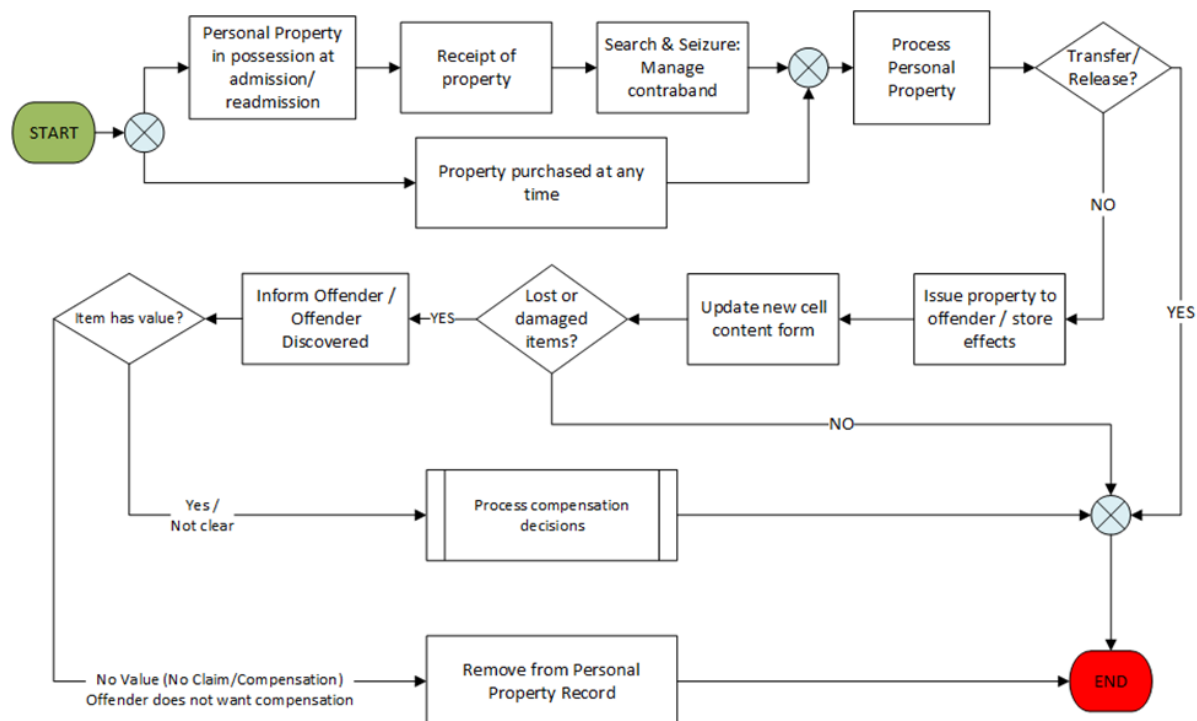 START
Personal Property
in possession at
admission/
readmission
Receipt of
property
Search & Seizure:
Manage
contraband
Process
Personal
Property
Transfer/
Release?
Property purchased at any
time
NO
YES
Item has value?
Inform Offender /
Offender
Discovered
YES
Lost or
damaged
items?
Update new cell
content form
Issue property to
offender / store
effects
NO
Yes /
Not clear
Process compensation
decisions
No Value (No Claim/Compensation)
Offender does not want compensation
Remove from Personal
Property Record
END